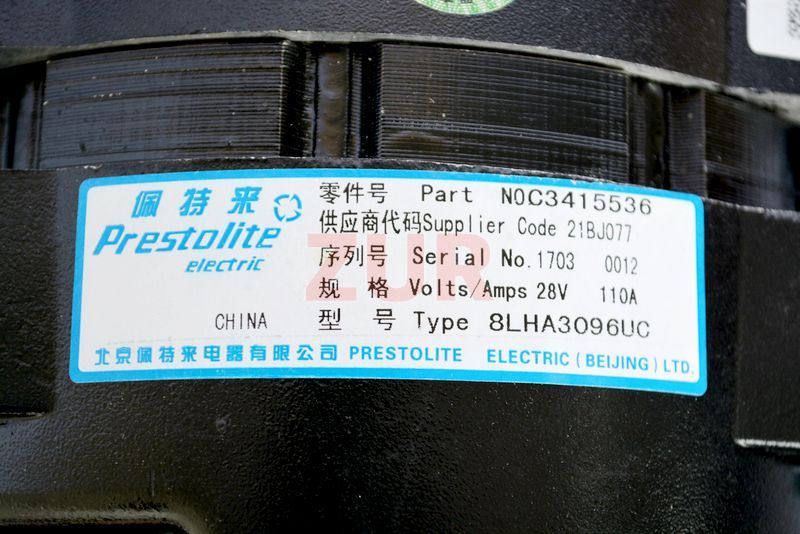 佩特来
Prestolite
electric
零件号 Part NOC3415536
供应商代码Supplier Code 21BJ077
序列号 Serial No.1703 0012
规 格 Volts/Amps 28V 110A
CHINA
型 号 Type 8LHA3096UC
北京佩特来电器有限公司 PRESTOLITE ELECTRIC (BEIJING) LTD.
ZUR